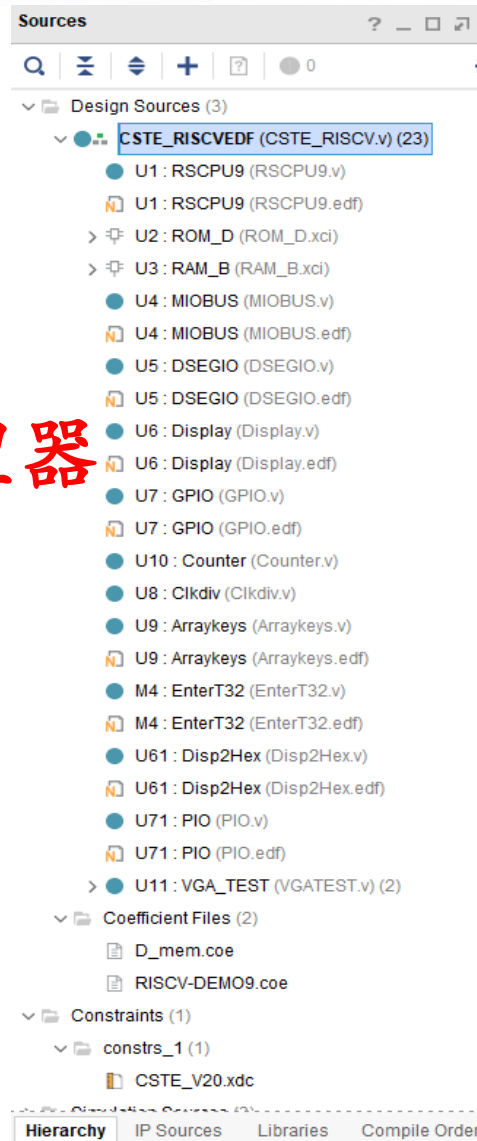 Sources
? _
0
Design Sources (3)
CSTE_RISCVEDF (CSTE_RISCV.v) (23)
U1 : RSCPU9 (RSCPU9.v)
U1 : RSCPU9 (RSCPU9.edf)
U2 : ROM_D (ROM_D.xci)
U3 : RAM_B (RAM_B.xci)
U4 : MIOBUS (MIOBUS.v)
U4 : MIOBUS (MIOBUS.edf)
U5 : DSEGIO (DSEGIO.v)
U5 : DSEGIO (DSEGIO.edf)
U6 : Display (Display.v)
器
U6 : Display (Display.edf)
U7 : GPIO (GPIO.v)
U7 : GPIO (GPIO.edf)
U10 : Counter (Counter.v)
U8 : Clkdiv (Clkdiv.v)
U9 : Arraykeys (Arraykeys.v)
U9 : Arraykeys (Arraykeys.edf)
M4 : EnterT32 (EnterT32.v)
M4 : EnterT32 (EnterT32.edf)
U61 : Disp2Hex (Disp2Hex.v)
U61 : Disp2Hex (Disp2Hex.edf)
U71 : PIO (PIO.v)
U71 : PIO (PIO.edf)
U11 : VGA_TEST (VGATEST.v) (2)
Coefficient Files (2)
D_mem.coe
RISCV-DEMO9.coe
Constraints (1)
constrs_1 (1)
CSTE_V20.xdc
Hierarchy IP Sources Libraries Compile Order